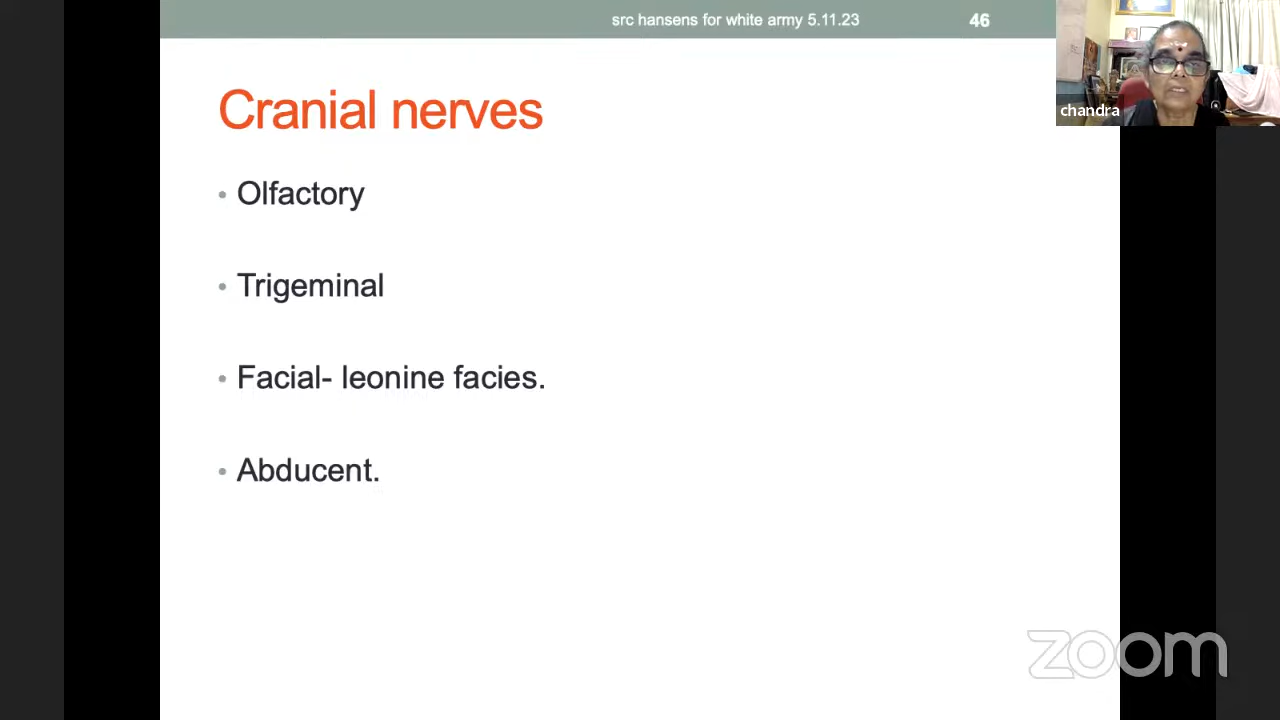 src hansens for white army 5.11.23
46
chandra
Cranial nerves
• Olfactory
• Trigeminal
• Facial- leonine facies.
• Abducent.
zoom